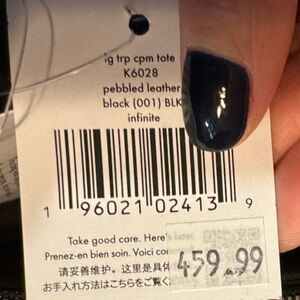 lg trp cpm tote
K6028
pebbled leather
black (001) BLK
infinite
1 96021 02413 9
Take good care. Here'
Prenez-en bien soin. Voici co
请妥善维护。这里是具
お手入れ方法はこちらをご覧く
459.99